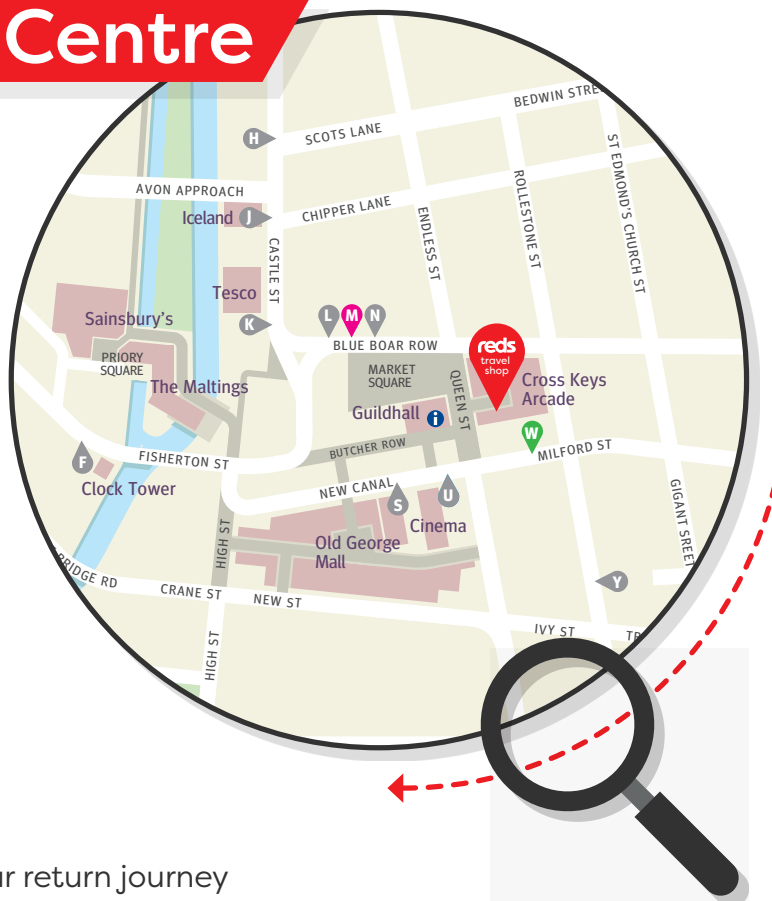 Centre
BEDWIN STRE
H
SCOTS LANE
ST EDMOND'S CHURCH ST
AVON APPROACH
ROLLESTONE ST
Iceland
J
CHIPPER LANE
ENDLESS ST
CASTLE ST
Tesco
Sainsbury's
K
L
M
N
BLUE BOAR ROW
reds
travel
shop
PRIORY
SQUARE
MARKET
SQUARE
QUEEN ST
The Maltings
Cross Keys
Arcade
Guildhall
i
W
BUTCHER ROW
MILFORD ST
F
FISHERTON ST
Clock Tower
NEW CANAL
S
U
GIGANT SREET
Cinema
HIGH ST
Old George
Mall
RIDGE RD
CRANE ST
NEW ST
Y
IVY ST
TR
HIGH ST
r return journey